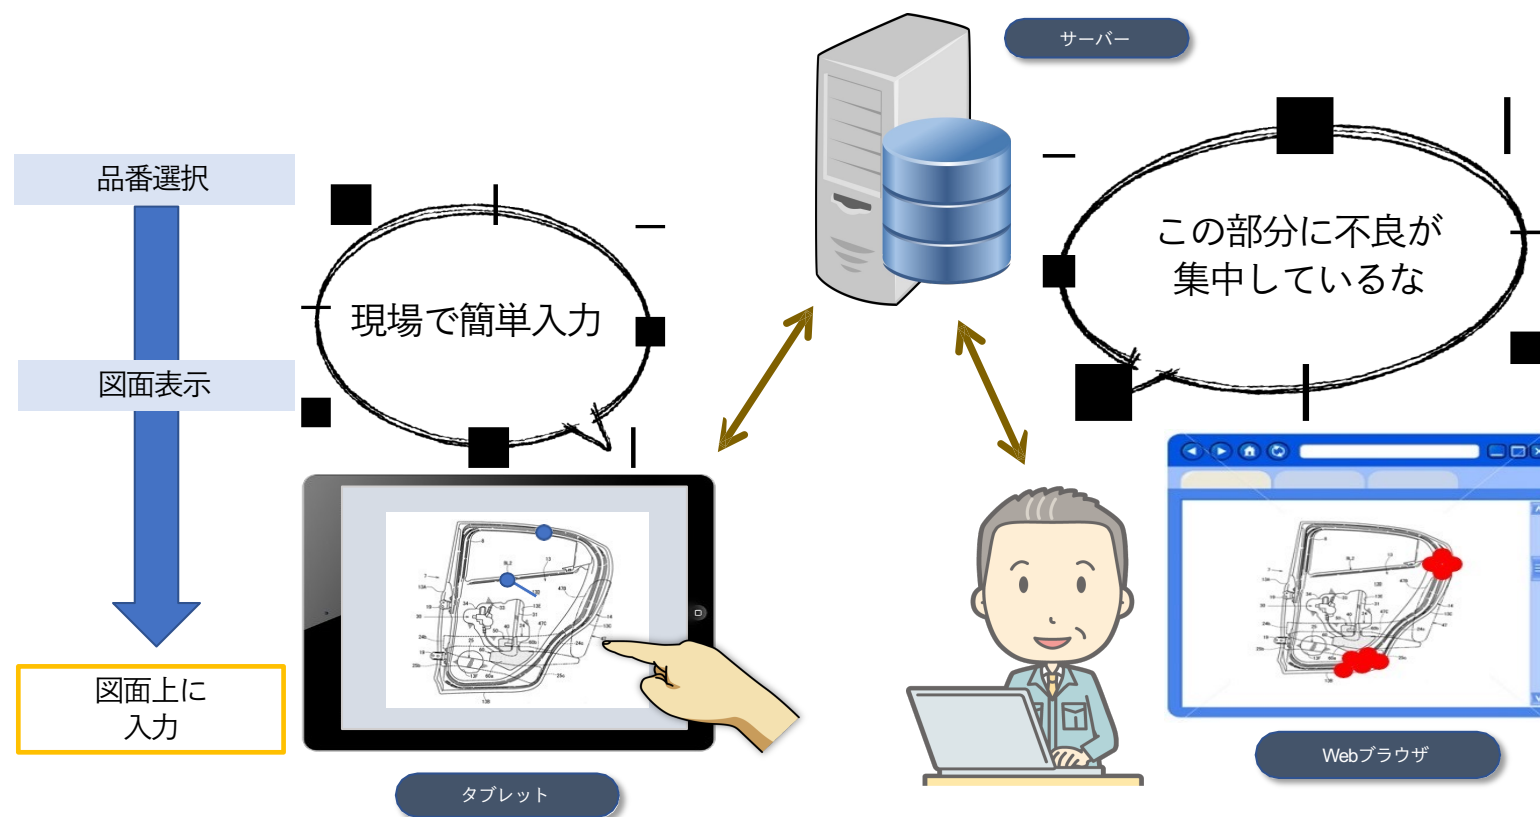 サーバー
品番選択
図面表示
図面上に
入力
現場で簡単入力
この部分に不良が
集中しているな
タブレット
Webブラウザ